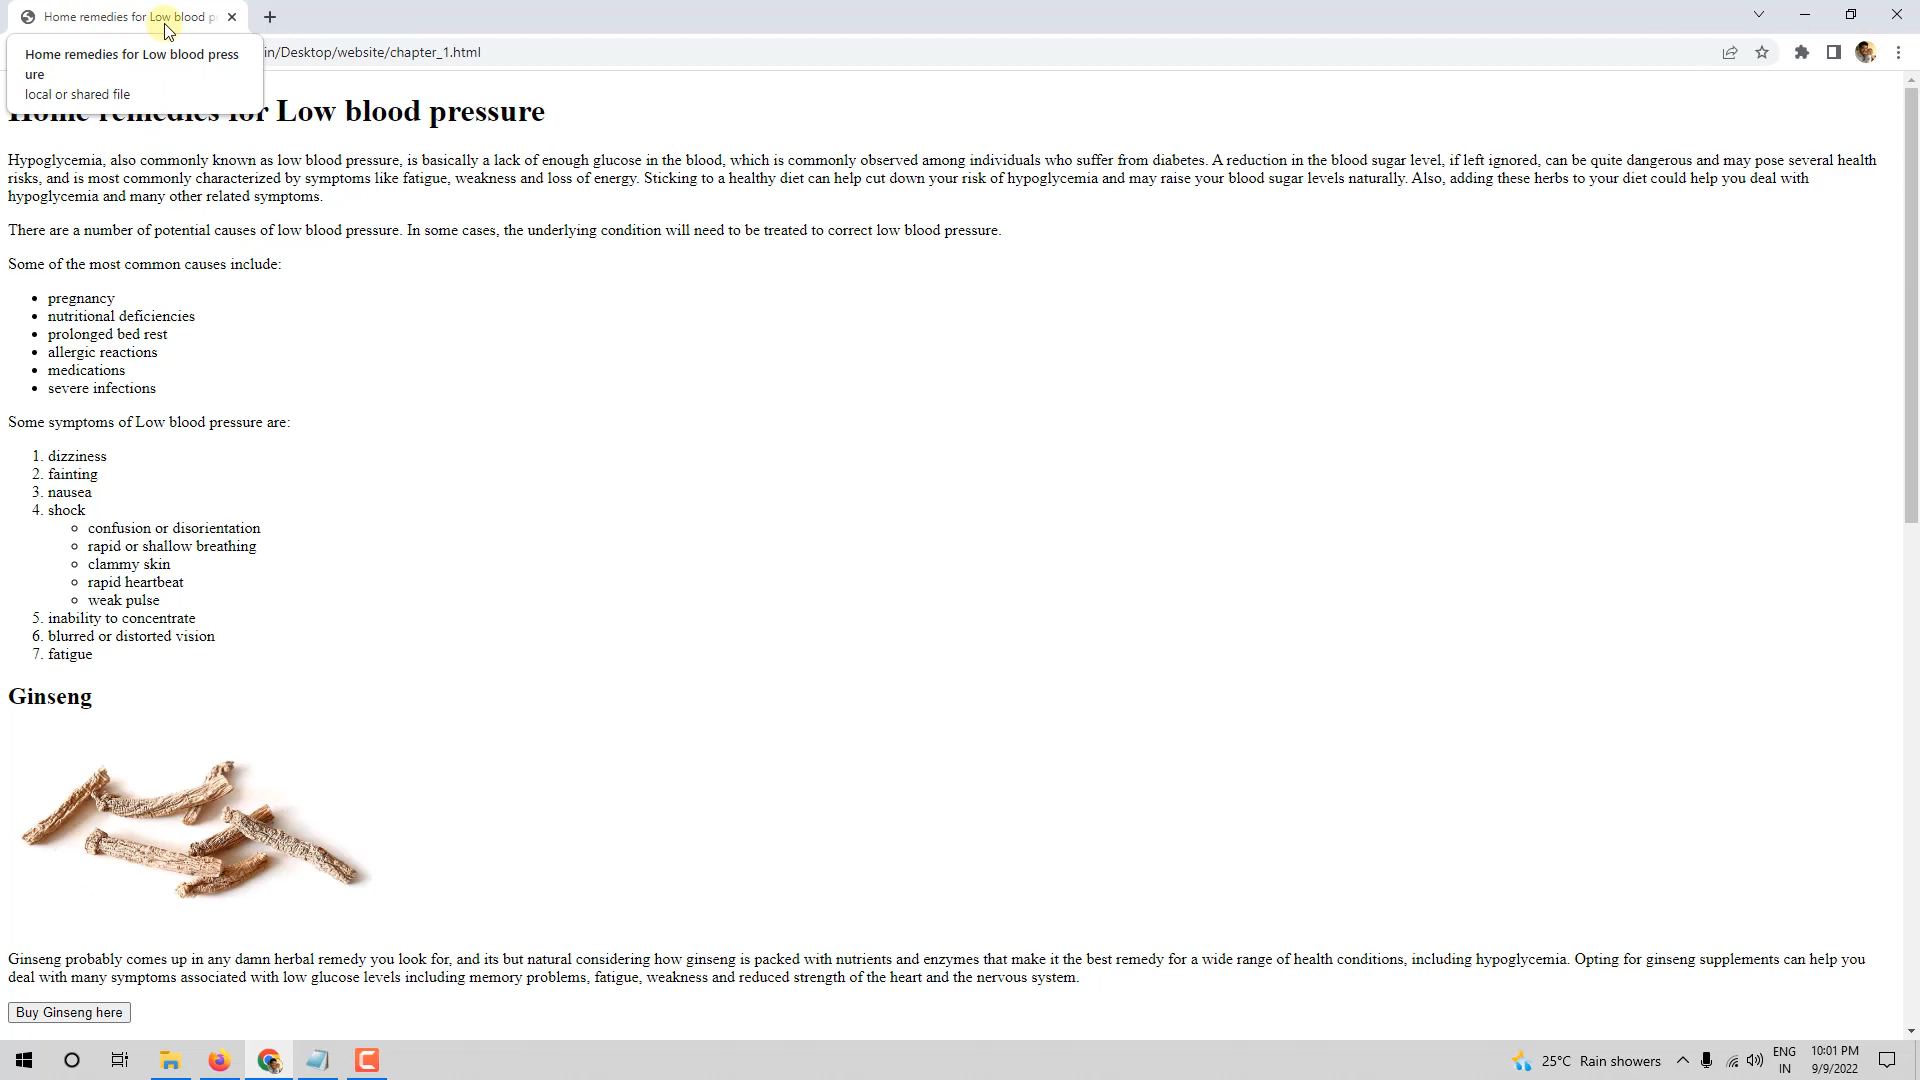 Home remedies for Low blood p
Home remedies for Low blood press
ure
local or shared file
in/Desktop/website/chapter_1.html
Home remedies for Low blood pressure
Hypoglycemia, also commonly known as low blood pressure, is basically a lack of enough glucose in the blood, which is commonly observed among individuals who suffer from diabetes. A reduction in the blood sugar level, if left ignored, can be quite dangerous and may pose several health
risks, and is most commonly characterized by symptoms like fatigue, weakness and loss of energy. Sticking to a healthy diet can help cut down your risk of hypoglycemia and may raise your blood sugar levels naturally. Also, adding these herbs to your diet could help you deal with
hypoglycemia and many other related symptoms.
There are a number of potential causes of low blood pressure. In some cases, the underlying condition will need to be treated to correct low blood pressure.
Some of the most common causes include:
• pregnancy
• nutritional deficiencies
• prolonged bed rest
• allergic reactions
• medications
• severe infections
Some symptoms of Low blood pressure are:
1. dizziness
2. fainting
3. nausea
4. shock
◦ confusion or disorientation
◦ rapid or shallow breathing
◦ clammy skin
◦ rapid heartbeat
◦ weak pulse
5. inability to concentrate
6. blurred or distorted vision
7. fatigue
Ginseng
Ginseng probably comes up in any damn herbal remedy you look for, and its but natural considering how ginseng is packed with nutrients and enzymes that make it the best remedy for a wide range of health conditions, including hypoglycemia. Opting for ginseng supplements can help you
deal with many symptoms associated with low glucose levels including memory problems, fatigue, weakness and reduced strength of the heart and the nervous system.
Buy Ginseng here
25°C Rain showers
ENG
IN
10:01 PM
9/9/2022